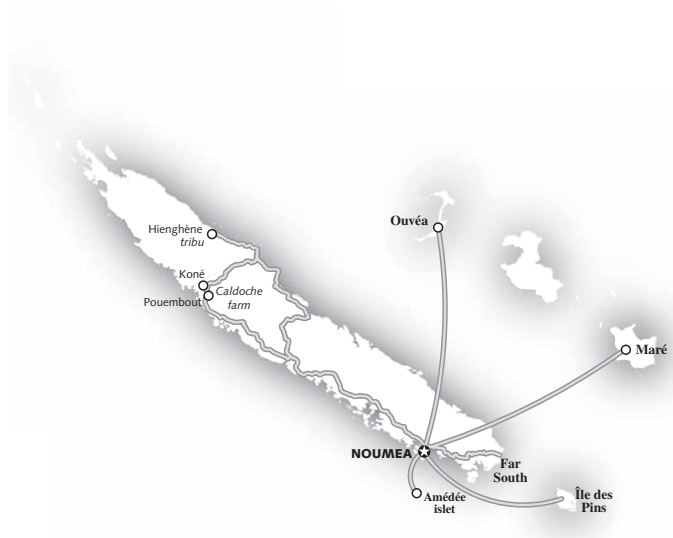 Ouvéa
Hienghène
tribu
Koné
Caldoche
farm
Pouembout
Maré
NOUMEA
Far
South
Amédée
islet
Île des
Pins